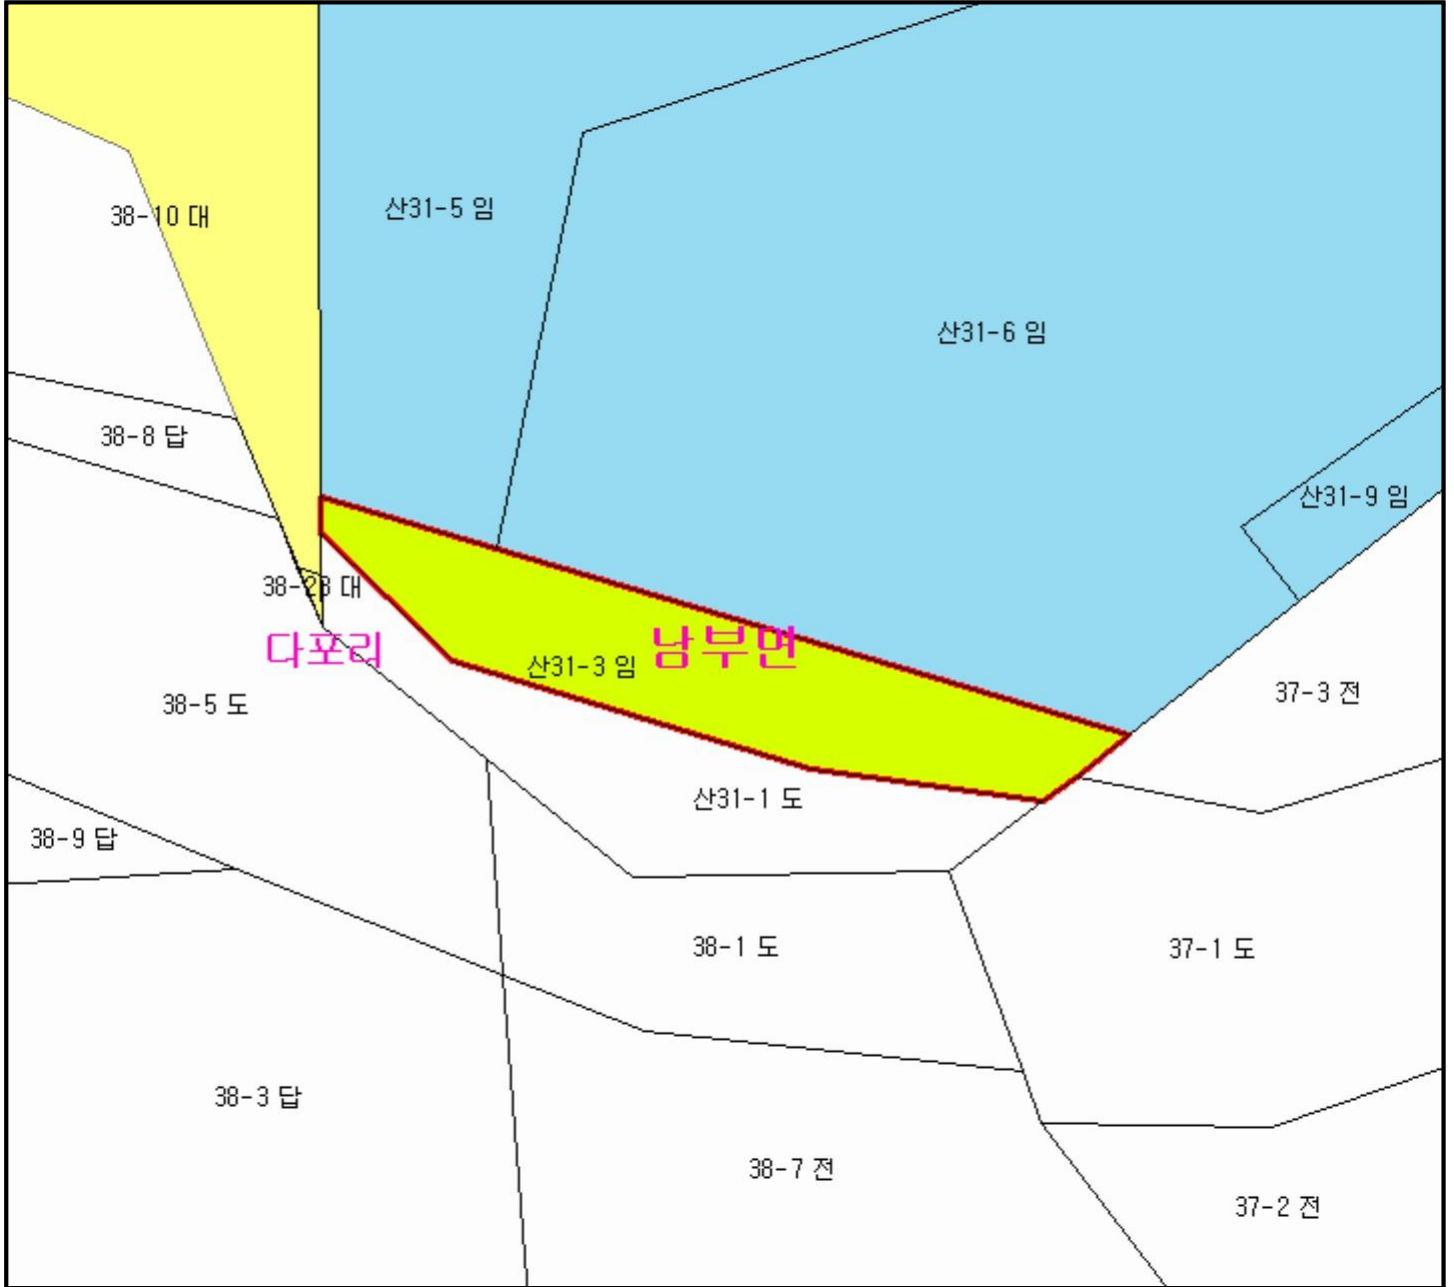 산31-5 임
38-10 대
산31-6 임
38-8 답
산31-9 임
38-28 대
다포리
남부면
산31-3 임
37-3 전
38-5 도
산31-1 도
38-9 답
38-1 도
37-1 도
38-3 답
38-7 전
37-2 전